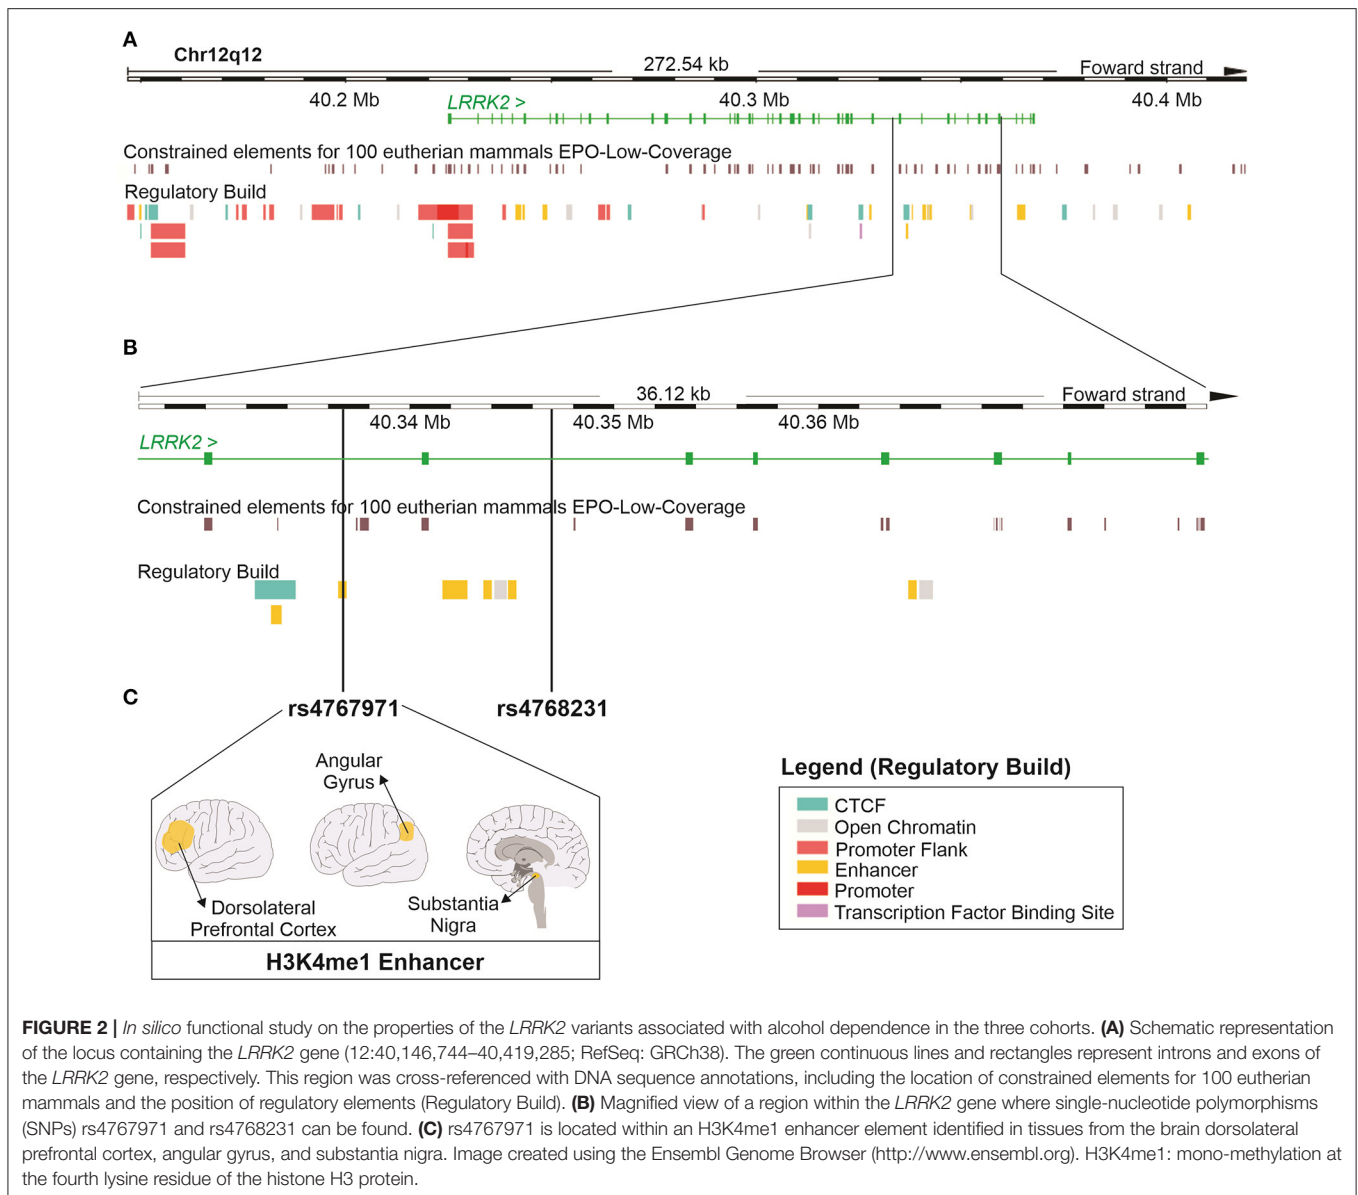 A
Chr12q12
272.54 kb
Foward strand
40.2 Mb
40.3 Mb
40.4 Mb
LRRK2 >
Constrained elements for 100 eutherian mammals EPO-Low-Coverage
Regulatory Build
B
36.12 kb
Foward strand
40.34 Mb
40.35 Mb
40.36 Mb
LRRK2 >
Constrained elements for 100 eutherian mammals EPO-Low-Coverage
Regulatory Build
C
rs4767971
rs4768231
Angular
Gyrus
Dorsolateral
Prefrontal Cortex
Substantia
Nigra
H3K4me1 Enhancer
Legend (Regulatory Build)
CTCF
Open Chromatin
Promoter Flank
Enhancer
Promoter
Transcription Factor Binding Site
FIGURE 2 | In silico functional study on the properties of the LRRK2 variants associated with alcohol dependence in the three cohorts. (A) Schematic representation
of the locus containing the LRRK2 gene (12:40,146,744–40,419,285; RefSeq: GRCh38). The green continuous lines and rectangles represent introns and exons of
the LRRK2 gene, respectively. This region was cross-referenced with DNA sequence annotations, including the location of constrained elements for 100 eutherian
mammals and the position of regulatory elements (Regulatory Build). (B) Magnified view of a region within the LRRK2 gene where single-nucleotide polymorphisms
(SNPs) rs4767971 and rs4768231 can be found. (C) rs4767971 is located within an H3K4me1 enhancer element identified in tissues from the brain dorsolateral
prefrontal cortex, angular gyrus, and substantia nigra. Image created using the Ensembl Genome Browser (http://www.ensembl.org). H3K4me1: mono-methylation at
the fourth lysine residue of the histone H3 protein.